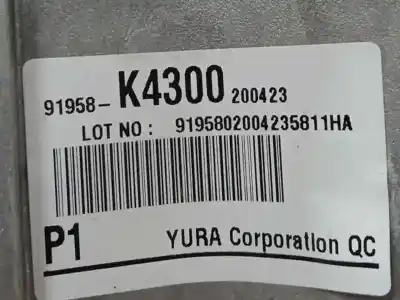 91958- K4300 200423
LOT NO : 9195802004235811HA
P1 YURA Corporation QC